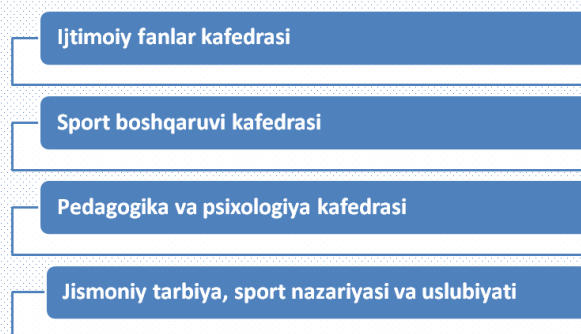 Ijtimoiy fanlar kafedrasi
Sport boshqaruvi kafedrasi
Pedagogika va psixologiya kafedrasi
Jismoniy tarbiya, sport nazariyasi va uslubiyati